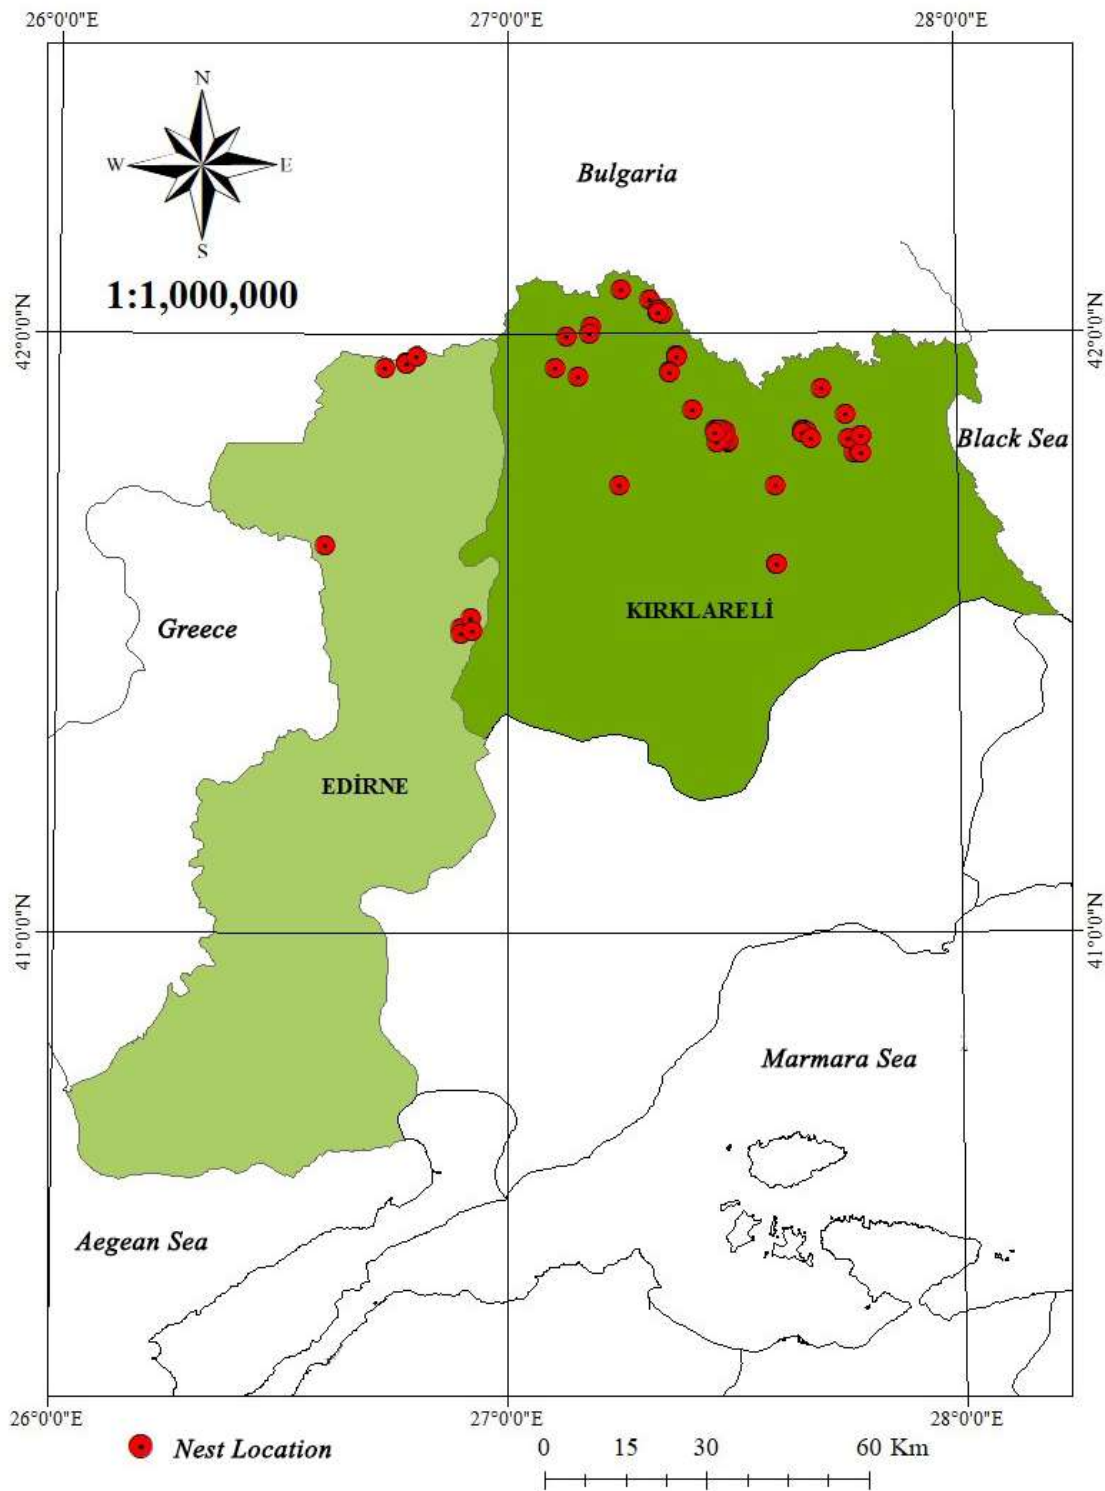 26°0'0"E 27°0'0"E 28°0'0"E
N
W E
S
Bulgaria
1:1,000,000
42°0'0"N 42°0'0"N
Black Sea
KIRKLARELİ
Greece
EDİRNE
41°0'0"N 41°0'0"N
Marmara Sea
Aegean Sea
26°0'0"E 27°0'0"E 28°0'0"E
Nest Location
0 15 30 60 Km